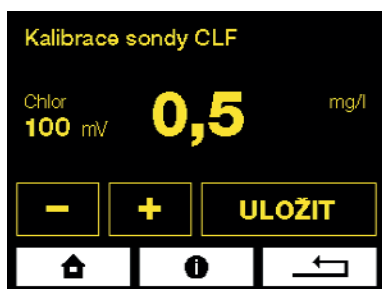 Kalibrace sondy CLF
Chlor
100 mV
0,5
mg/l
− + ULOŽIT